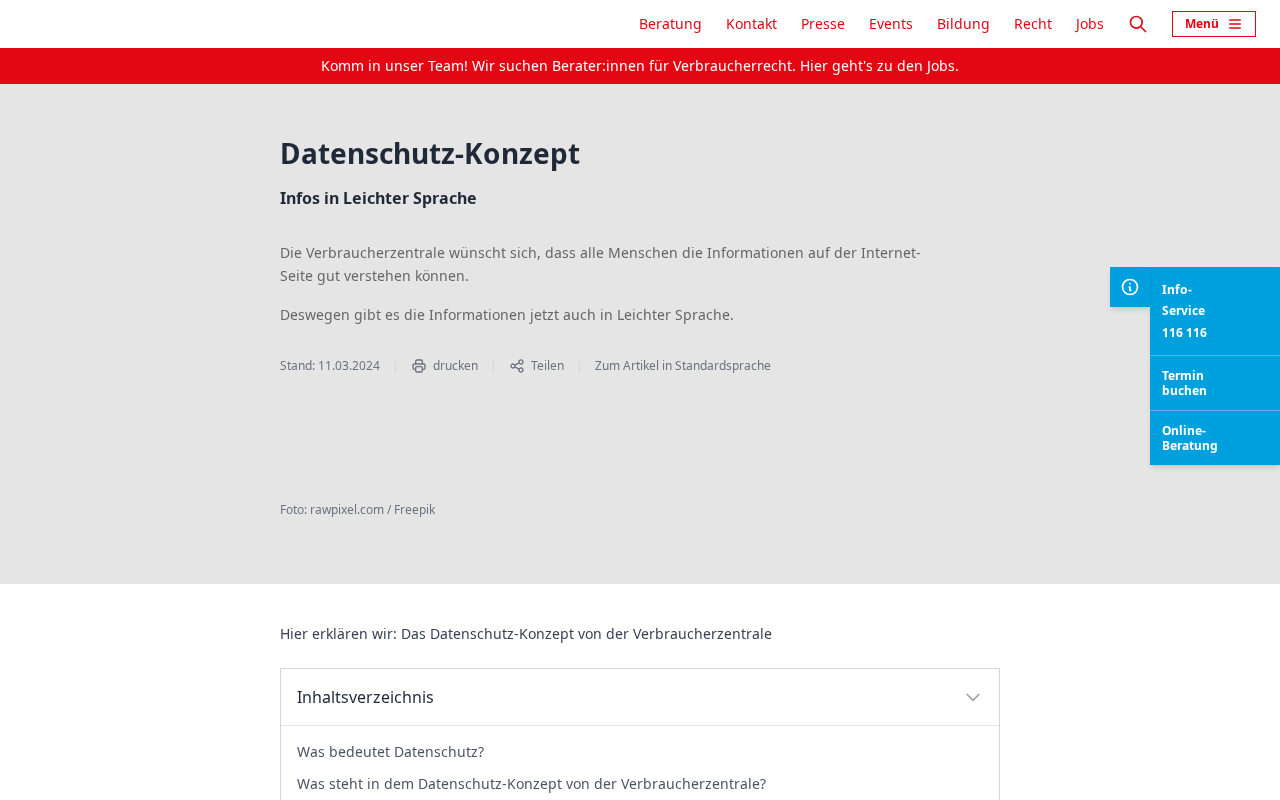 Beratung Kontakt Presse Events Bildung Recht Jobs Menü
Komm in unser Team! Wir suchen Berater:innen für Verbraucherrecht. Hier geht's zu den Jobs.
Datenschutz-Konzept
Infos in Leichter Sprache
Die Verbraucherzentrale wünscht sich, dass alle Menschen die Informationen auf der Internet-
Seite gut verstehen können.
Deswegen gibt es die Informationen jetzt auch in Leichter Sprache.
Stand: 11.03.2024 drucken Teilen Zum Artikel in Standardsprache
Foto: rawpixel.com / Freepik
Info-
Service
116 116
Termin
buchen
Online-
Beratung
Hier erklären wir: Das Datenschutz-Konzept von der Verbraucherzentrale
Inhaltsverzeichnis
Was bedeutet Datenschutz?
Was steht in dem Datenschutz-Konzept von der Verbraucherzentrale?